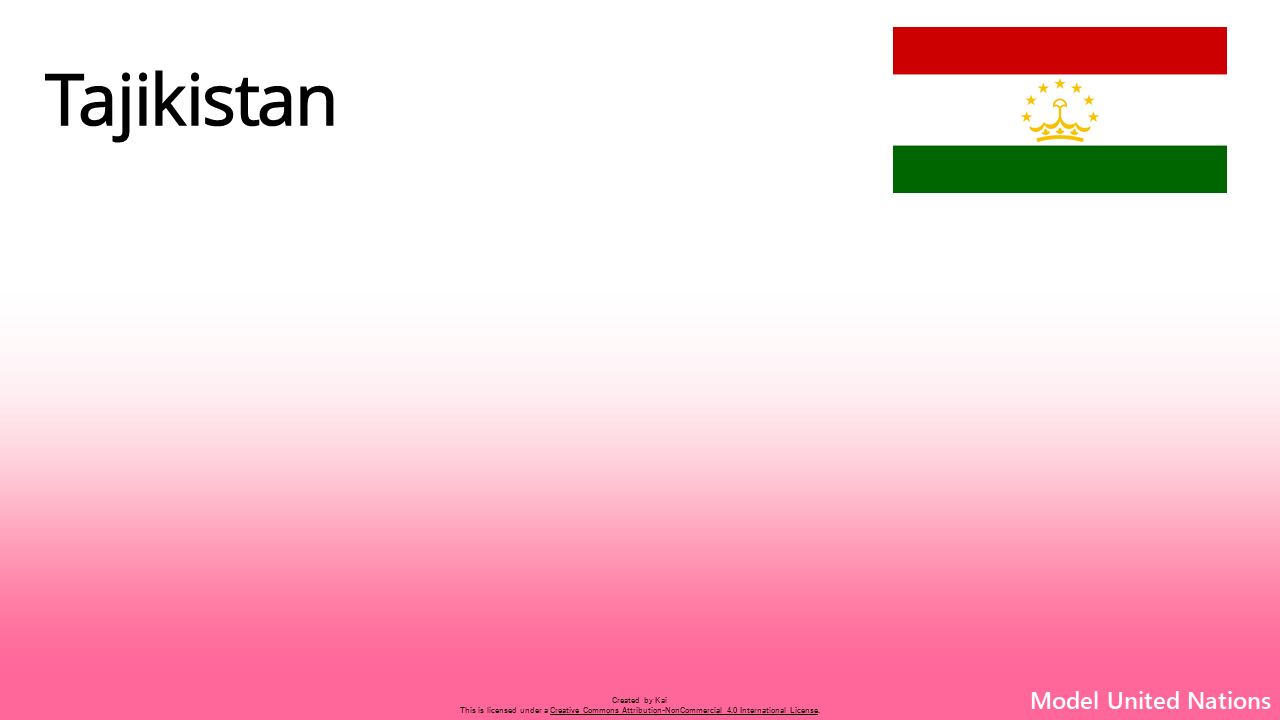 Tajikistan
Created by Kai
This is licensed under a Creative Commons Attribution-NonCommercial 4.0 International License.
Model United Nations